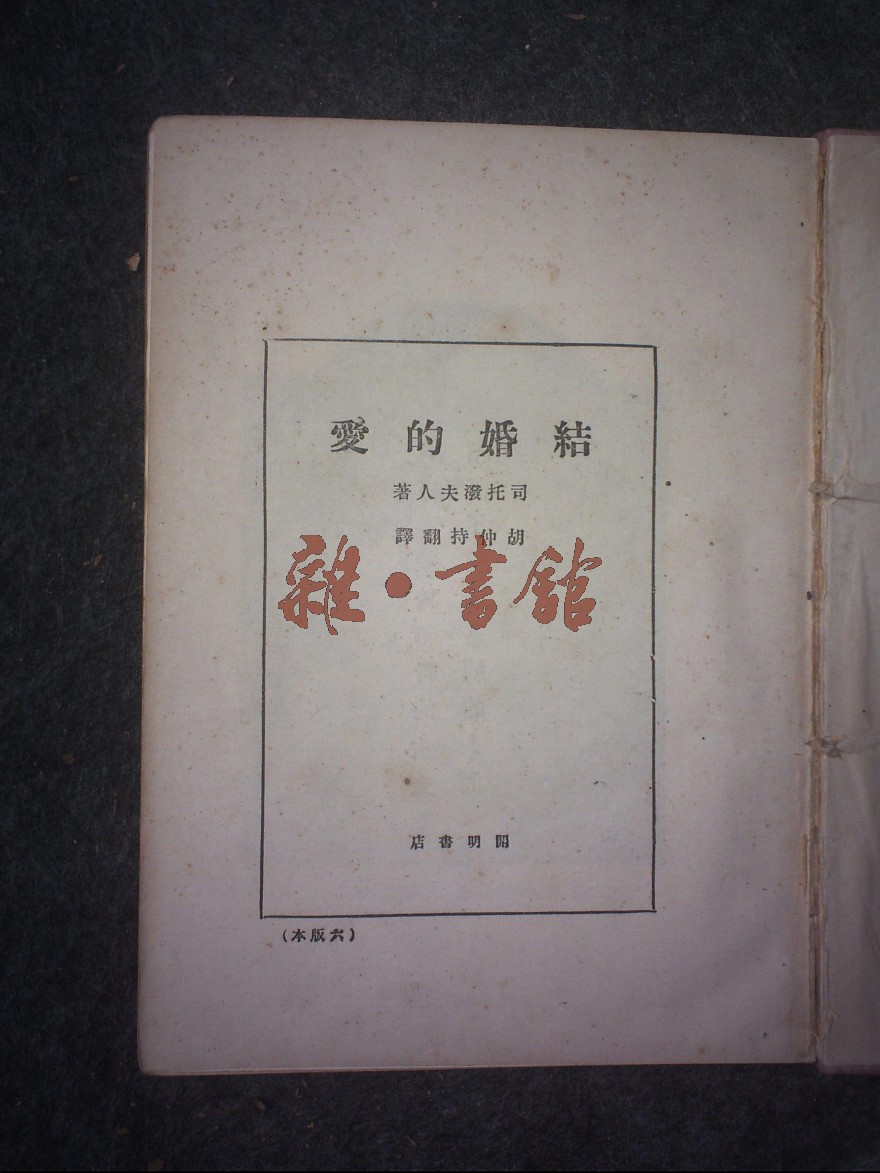 結婚的愛
司托潑夫人著
胡仲持翻譯
雜·書館
開明書店
(六版本)